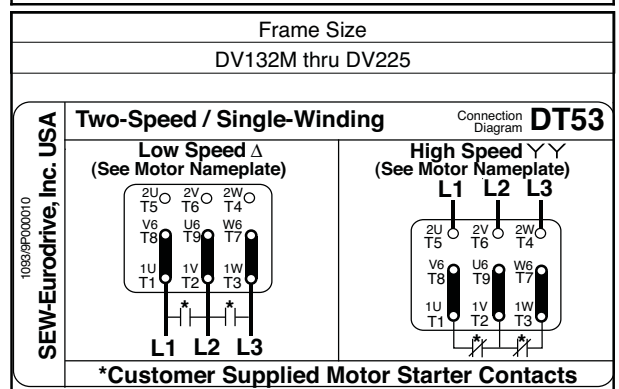 Frame Size
DV132M thru DV225
1093/9P000010
SEW-Eurodrive, Inc. USA
Two-Speed / Single-Winding
Connection Diagram DT53
Low Speed Δ
(See Motor Nameplate)
2U 2V 2W
T5 T6 T4
V6 U6 W6
T8 T9 T7
1U 1V 1W
T1 T2 T3
* *
L1 L2 L3
High Speed Y Y
(See Motor Nameplate)
L1 L2 L3
2U 2V 2W
T5 T6 T4
V6 U6 W6
T8 T9 T7
1U 1V 1W
T1 T2 T3
* *
*Customer Supplied Motor Starter Contacts